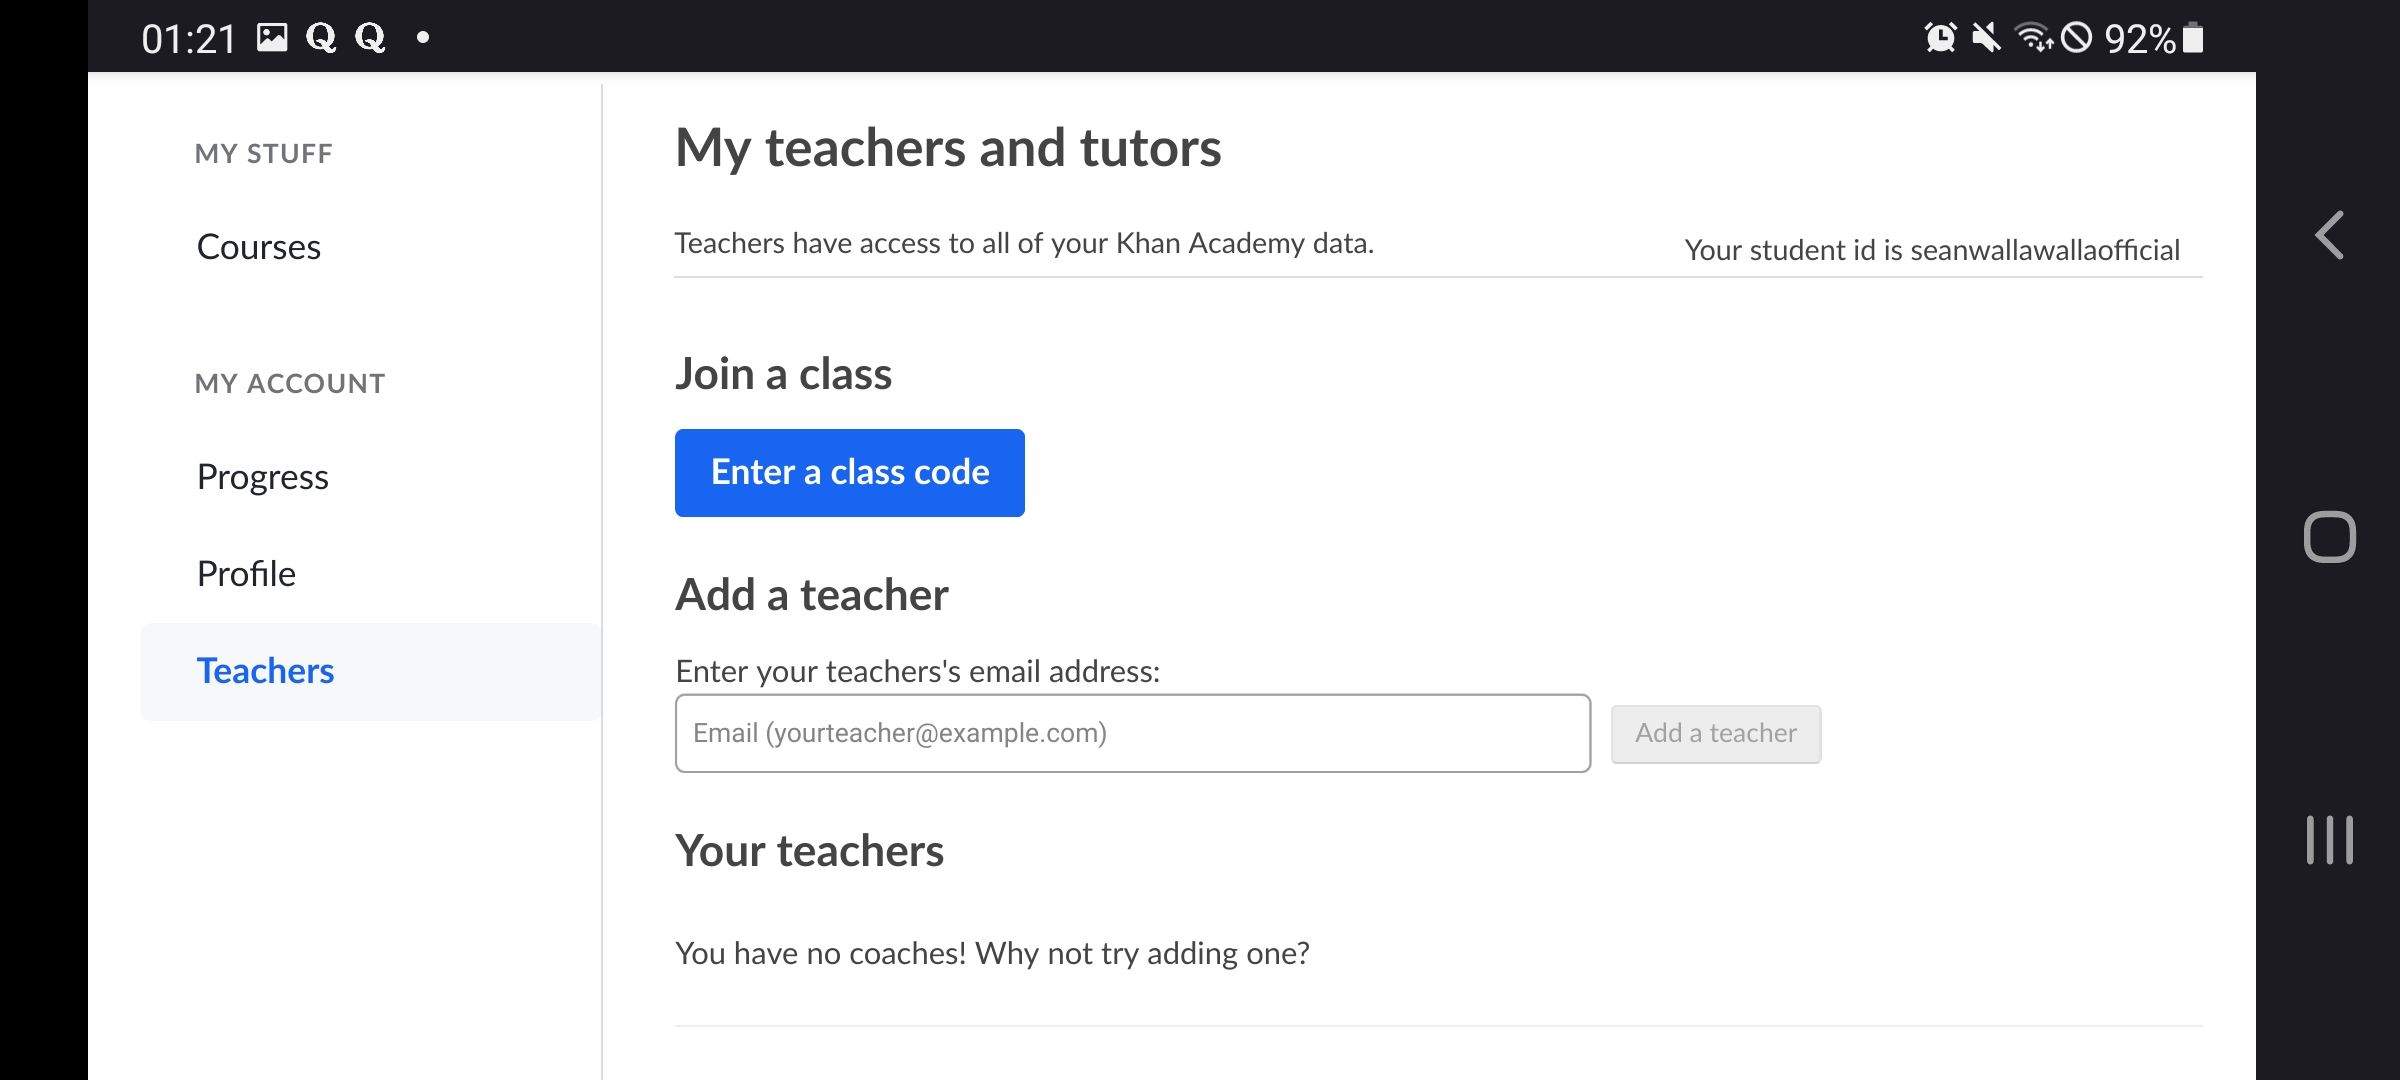 01:21
92%
MY STUFF
Courses
MY ACCOUNT
Progress
Profile
Teachers
My teachers and tutors
Teachers have access to all of your Khan Academy data.
Your student id is seanwallawallaofficial
Join a class
Enter a class code
Add a teacher
Enter your teachers's email address:
Email (yourteacher@example.com)
Add a teacher
Your teachers
You have no coaches! Why not try adding one?